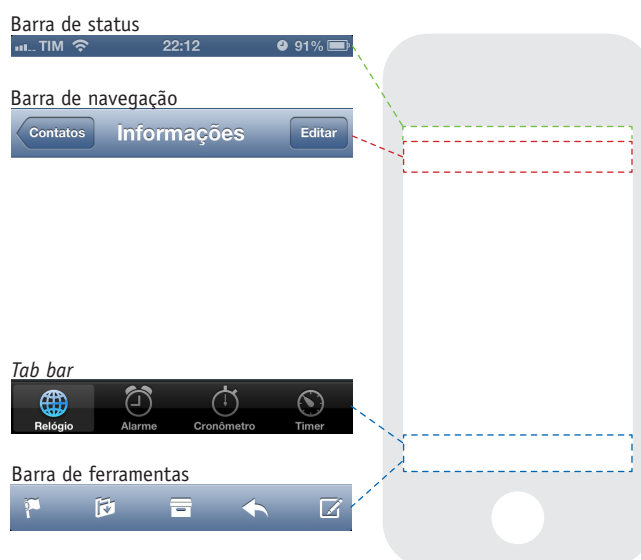 Barra de status
TIM 22:12 91%
Barra de navegação
Contatos Informações Editar
Tab bar
Relógio Alarme Cronômetro Timer
Barra de ferramentas